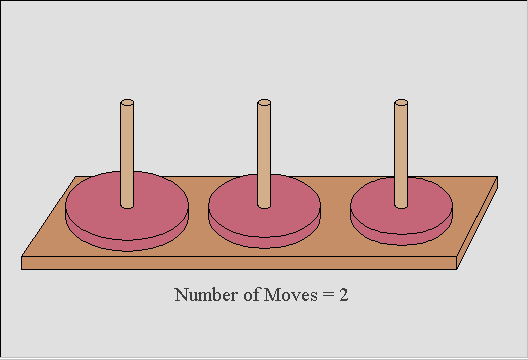 Number of Moves = 2